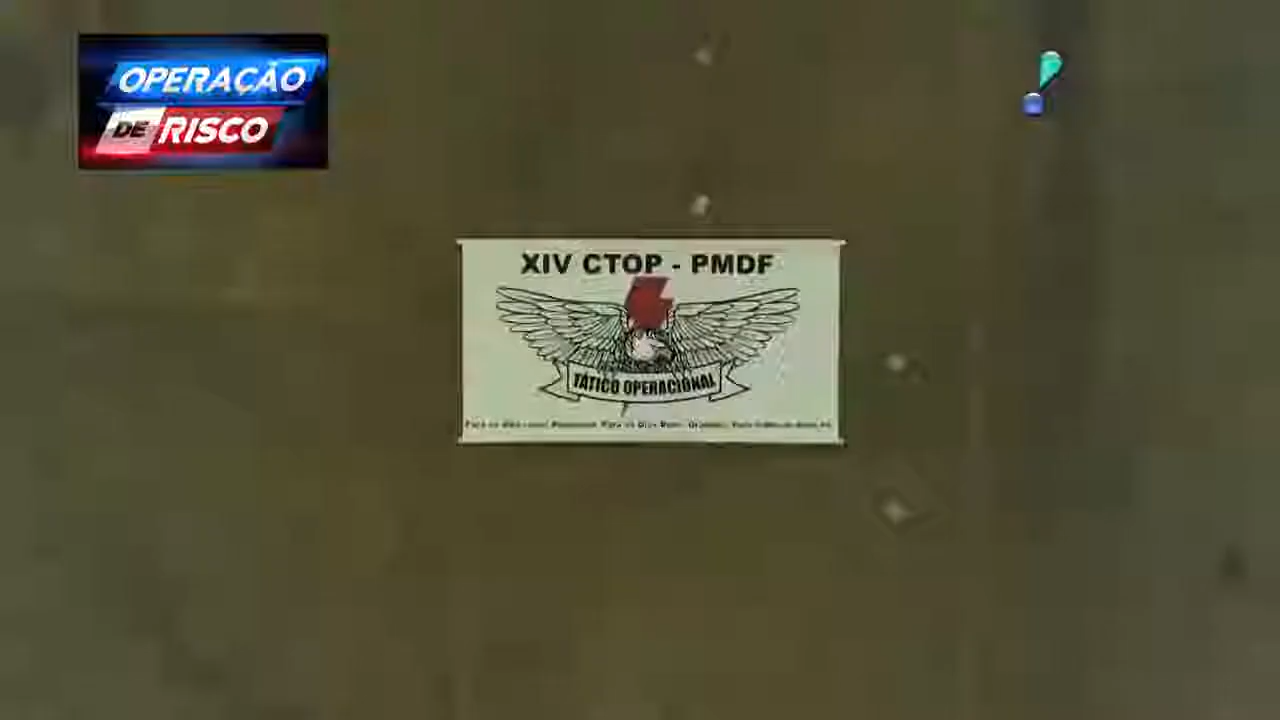 OPERAÇÃO
DE RISCO
XIV CTOP - PMDF
TÁTICO OPERACIONAL